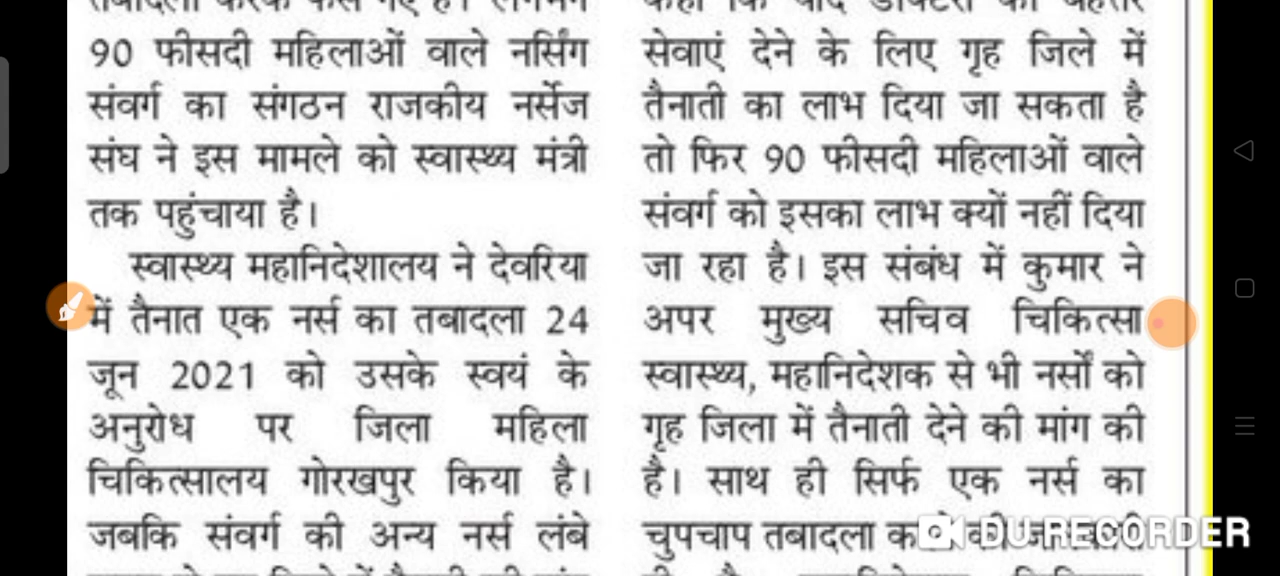 90 फीसदी महिलाओं वाले नर्सिंग
संवर्ग का संगठन राजकीय नर्सेज
संघ ने इस मामले को स्वास्थ्य मंत्री
तक पहुंचाया है।
स्वास्थ्य महानिदेशालय ने देवरिया
में तैनात एक नर्स का तबादला 24
जून 2021 को उसके स्वयं के
अनुरोध पर जिला महिला
चिकित्सालय गोरखपुर किया है।
जबकि संवर्ग की अन्य नर्स लंबे
सेवाएं देने के लिए गृह जिले में
तैनाती का लाभ दिया जा सकता है
तो फिर 90 फीसदी महिलाओं वाले
संवर्ग को इसका लाभ क्यों नहीं दिया
जा रहा है। इस संबंध में कुमार ने
अपर मुख्य सचिव चिकित्सा
स्वास्थ्य, महानिदेशक से भी नर्सों को
गृह जिला में तैनाती देने की मांग की
है। साथ ही सिर्फ एक नर्स का
चुपचाप तबादला
DU RECORDER